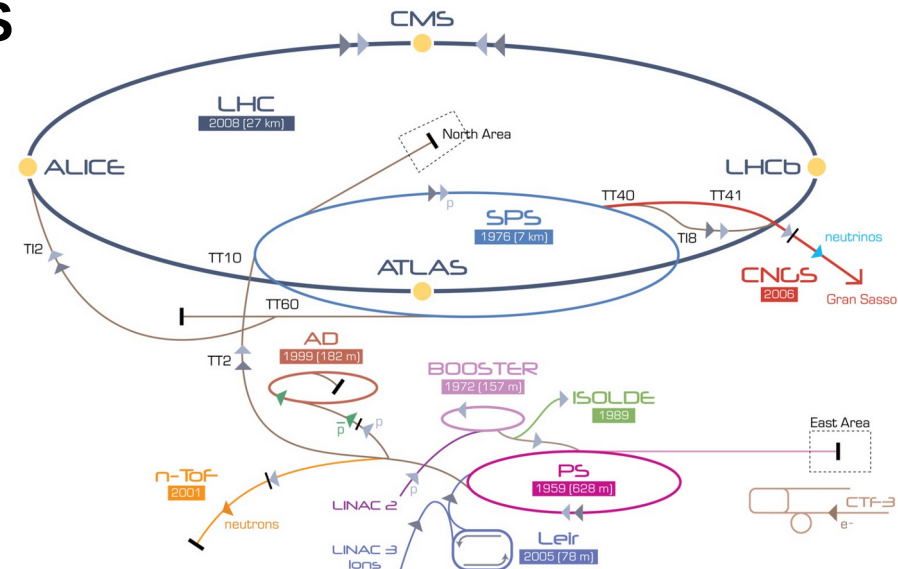 S
CMS
LHC
2008 (27 km)
North Area
ALICE
LHCb
p
TT40
TT41
SPS
1976 (7 km)
TI8
neutrinos
TI2
TT10
ATLAS
CNGS
2006
Gran Sasso
TT60
AD
1999 (182 m)
TT2
BOOSTER
1972 (157 m)
ISOLDE
1989
p
p̅
East Area
n-ToF
2001
PS
1959 (628 m)
p
LINAC 2
neutrons
CTF3
e-
Leir
2005 (78 m)
LINAC 3
Ions